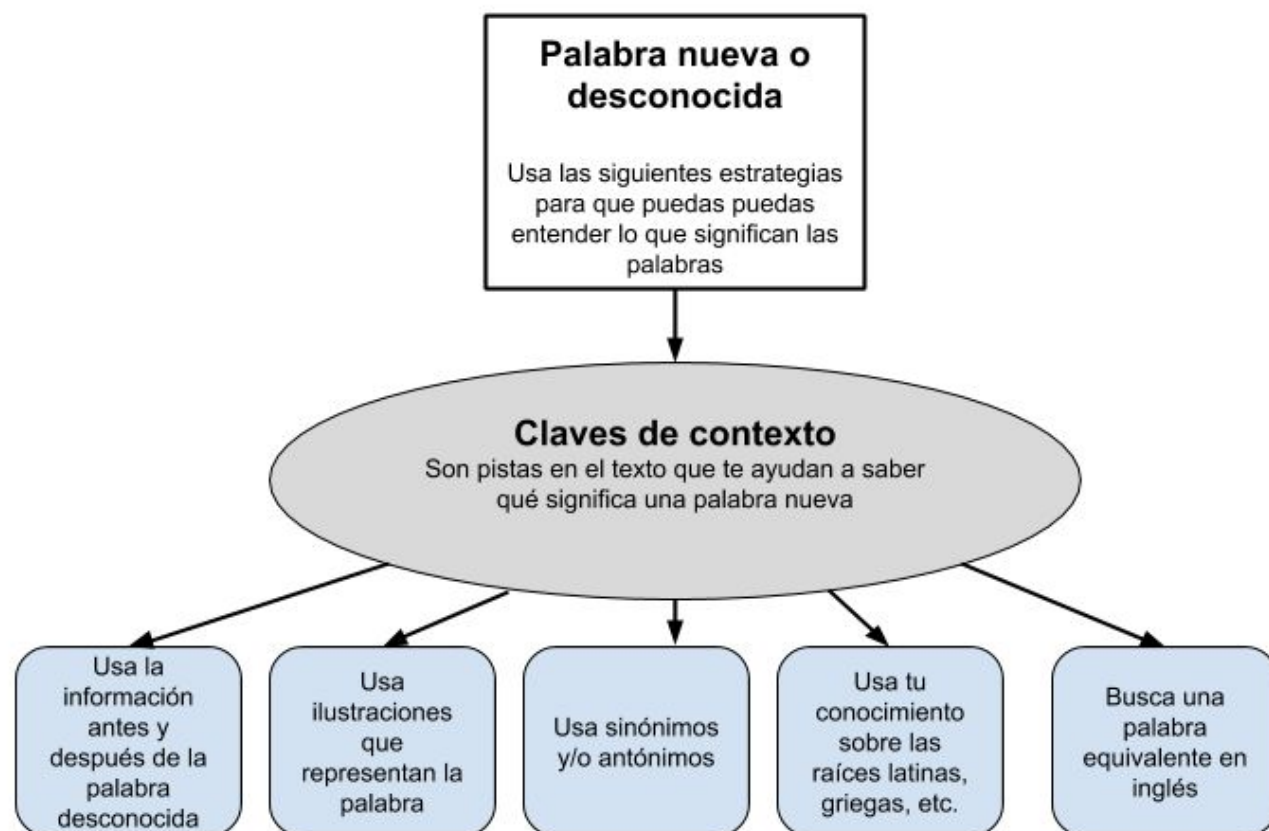 Palabra nueva o
desconocida
Usa las siguientes estrategias
para que puedas puedas
entender lo que significan las
palabras
Claves de contexto
Son pistas en el texto que te ayudan a saber
qué significa una palabra nueva
Usa la
información
antes y
después de la
palabra
desconocida
Usa
ilustraciones
que
representan la
palabra
Usa sinónimos
y/o antónimos
Usa tu
conocimiento
sobre las
raíces latinas,
griegas, etc.
Busca una
palabra
equivalente en
inglés